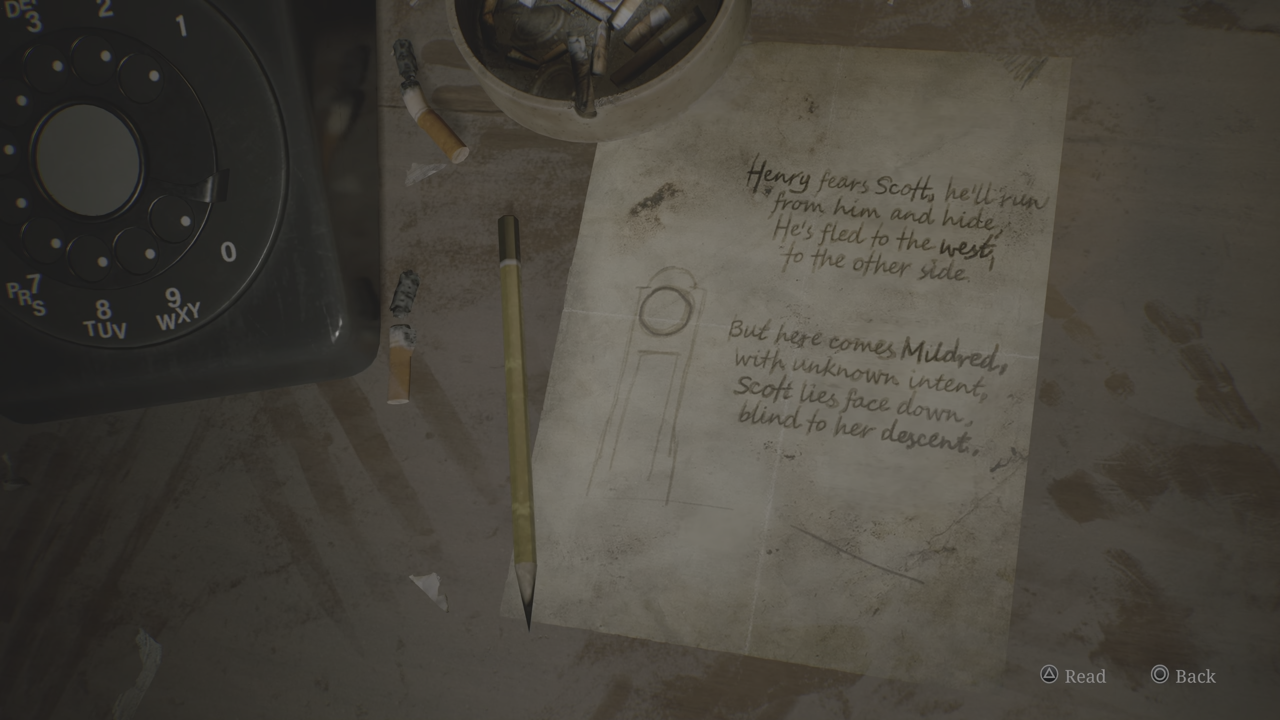 DEF
3
2
1
0
9
WXY
8
TUV
7
PRS
Henry fears Scott, he'll run
from him and hide,
He's fled to the west,
to the other side.
But here comes Mildred,
with unknown intent,
Scott lies face down,
blind to her descent.
Read
Back